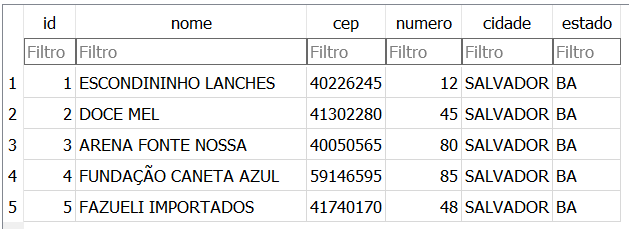 id nome cep numero cidade estado
Filtro Filtro Filtro Filtro Filtro Filtro
1 1 ESCONDININHO LANCHES 40226245 12 SALVADOR BA
2 2 DOCE MEL 41302280 45 SALVADOR BA
3 3 ARENA FONTE NOSSA 40050565 80 SALVADOR BA
4 4 FUNDAÇÃO CANETA AZUL 59146595 85 SALVADOR BA
5 5 FAZUELI IMPORTADOS 41740170 48 SALVADOR BA